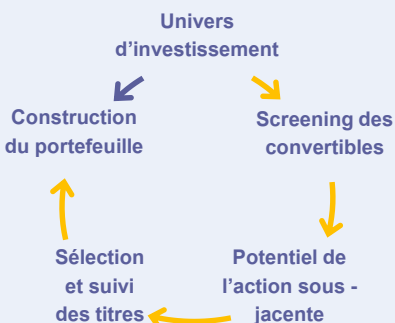 Univers
d’investissement
Construction
du portefeuille
Screening des
convertibles
Sélection
et suivi
des titres
Potentiel de
l’action sous -
jacente